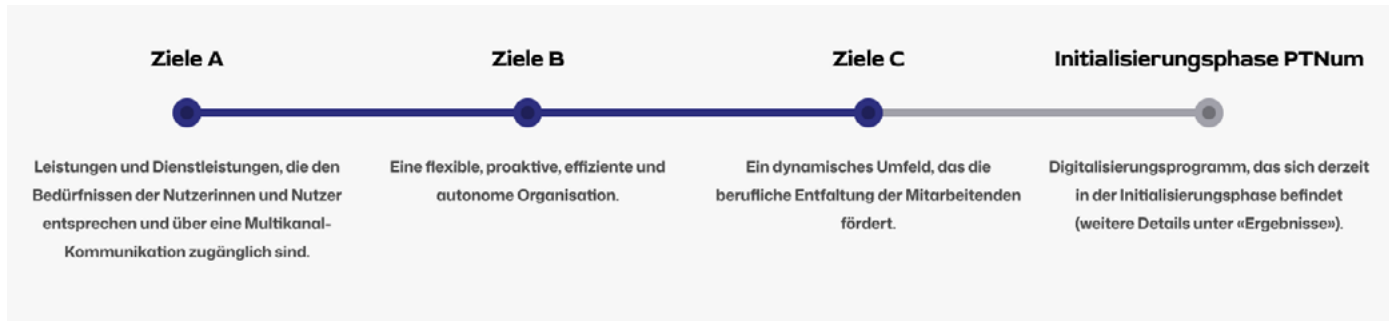 Ziele A
Leistungen und Dienstleistungen, die den
Bedürfnissen der Nutzerinnen und Nutzer
entsprechen und über eine Multikanal-
Kommunikation zugänglich sind.
Ziele B
Eine flexible, proaktive, effiziente und
autonome Organisation.
Ziele C
Ein dynamisches Umfeld, das die
berufliche Entfaltung der Mitarbeitenden
fördert.
Initialisierungsphase PTNum
Digitalisierungsprogramm, das sich derzeit
in der Initialisierungsphase befindet
(weitere Details unter «Ergebnisse»).